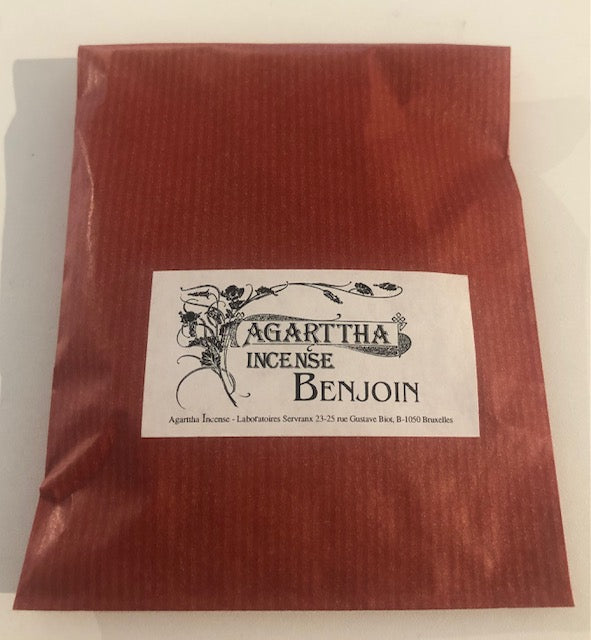 AGARTTHA
INCENSE
BENJOIN
Agarttha Incense - Laboratoires Servranx 23-25 rue Gustave Biot, B-1050 Bruxelles